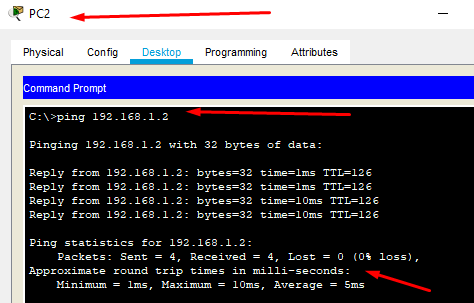 PC2
Physical Config Desktop Programming Attributes
Command Prompt
C:\>ping 192.168.1.2
Pinging 192.168.1.2 with 32 bytes of data:
Reply from 192.168.1.2: bytes=32 time=1ms TTL=126
Reply from 192.168.1.2: bytes=32 time=1ms TTL=126
Reply from 192.168.1.2: bytes=32 time=10ms TTL=126
Reply from 192.168.1.2: bytes=32 time=10ms TTL=126
Ping statistics for 192.168.1.2:
Packets: Sent = 4, Received = 4, Lost = 0 (0% loss),
Approximate round trip times in milli-seconds:
Minimum = 1ms, Maximum = 10ms, Average = 5ms